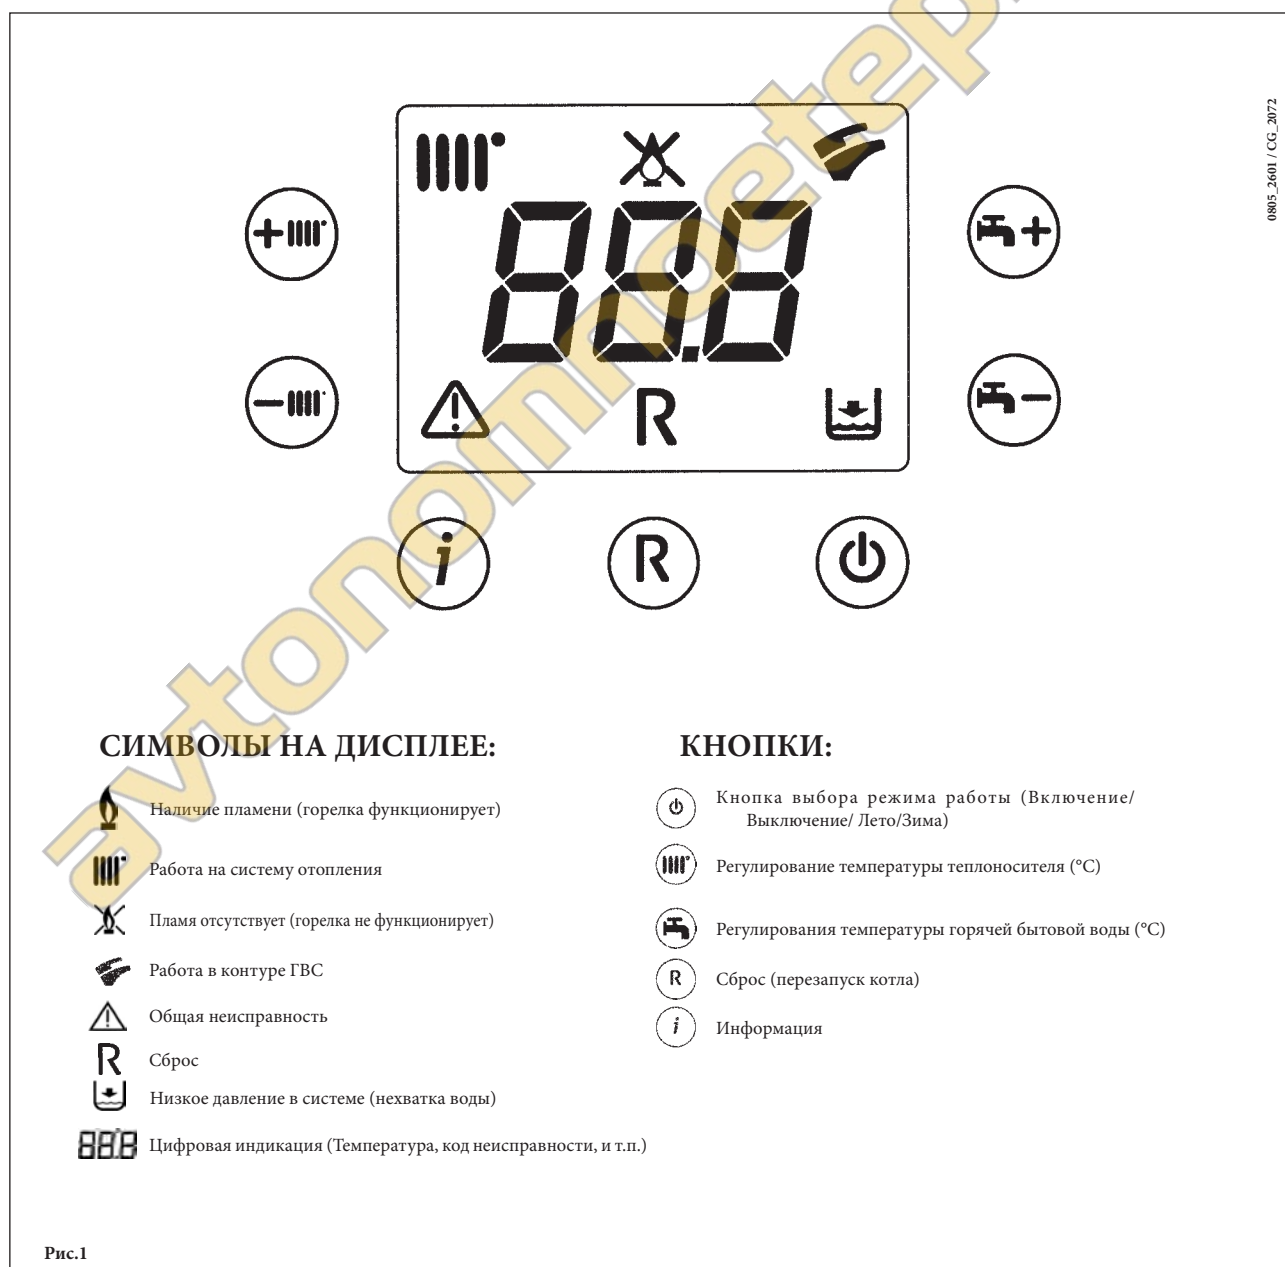 0805_2601 / CG_2072
88.8
R
i
R
avtonomnoetep
СИМВОЛЫ НА ДИСПЛЕЕ:
Наличие пламени (горелка функционирует)
Работа на систему отопления
Пламя отсутствует (горелка не функционирует)
Работа в контуре ГВС
Общая неисправность
R Сброс
Низкое давление в системе (нехватка воды)
88.8 Цифровая индикация (Температура, код неисправности, и т.п.)
КНОПКИ:
Кнопка выбора режима работы (Включение/
Выключение/ Лето/Зима)
Регулирование температуры теплоносителя (°C)
Регулирования температуры горячей бытовой воды (°C)
R Сброс (перезапуск котла)
i Информация
Рис.1